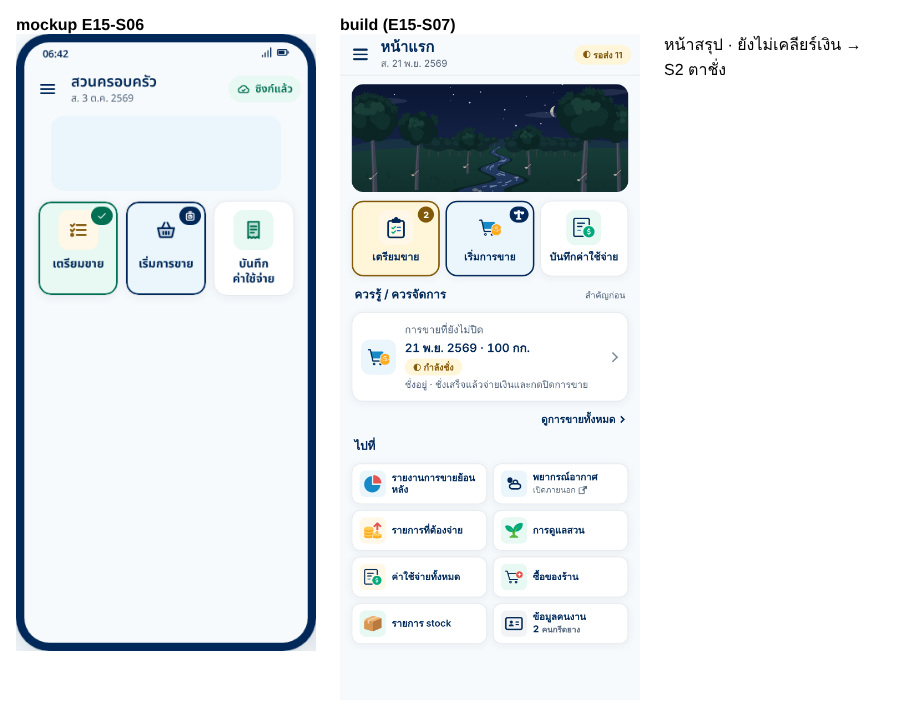 mockup E15-S06
06:42
สวนครอบครัว
ส. 3 ต.ค. 2569
ซิงก์แล้ว
เตรียมขาย
เริ่มการขาย
บันทึก
ค่าใช้จ่าย
build (E15-S07)
หน้าแรก
ส. 21 พ.ย. 2569
รอส่ง 11
2
เตรียมขาย
เริ่มการขาย
บันทึกค่าใช้จ่าย
ควรรู้ / ควรจัดการ
สำคัญก่อน
การขายที่ยังไม่ปิด
21 พ.ย. 2569 · 100 กก.
กำลังชั่ง
ชั่งอยู่ · ชั่งเสร็จแล้วจ่ายเงินและกดปิดการขาย
ดูการขายทั้งหมด
ไปที่
รายงานการขายย้อน
หลัง
พยากรณ์อากาศ
เปิดภายนอก
รายการที่ต้องจ่าย
การดูแลสวน
ค่าใช้จ่ายทั้งหมด
ซื้อของร้าน
รายการ stock
ข้อมูลคนงาน
2 คนกรีดยาง
หน้าสรุป · ยังไม่เคลียร์เงิน →
S2 ตาชั่ง